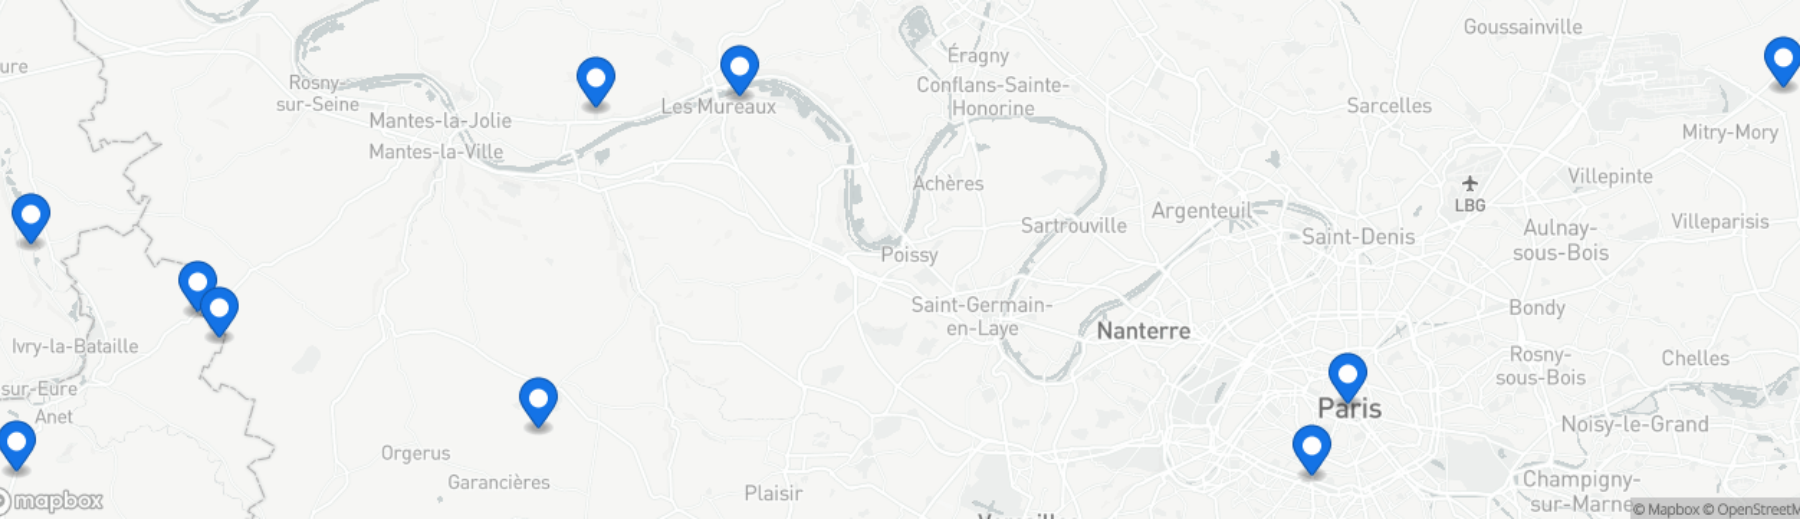 Goussainville
Éragny
ure
Conflans-Sainte-
Honorine
Rosny-
sur-Seine
Les Mureaux
Sarcelles
Mantes-la-Jolie
Mitry-Mory
Mantes-la-Ville
Achères
Villepinte
LBG
Argenteuil
Sartrouville
Villeparisis
Saint-Denis
Aulnay-
sous-Bois
Poissy
Saint-Germain-
en-Laye
Bondy
Nanterre
Ivry-la-Bataille
Rosny-
sous-Bois
Chelles
sur-Eure
Anet
Paris
Noisy-le-Grand
Orgerus
Garancières
Plaisir
Champigny-
sur-Marne
mapbox
© Mapbox © OpenStreetM